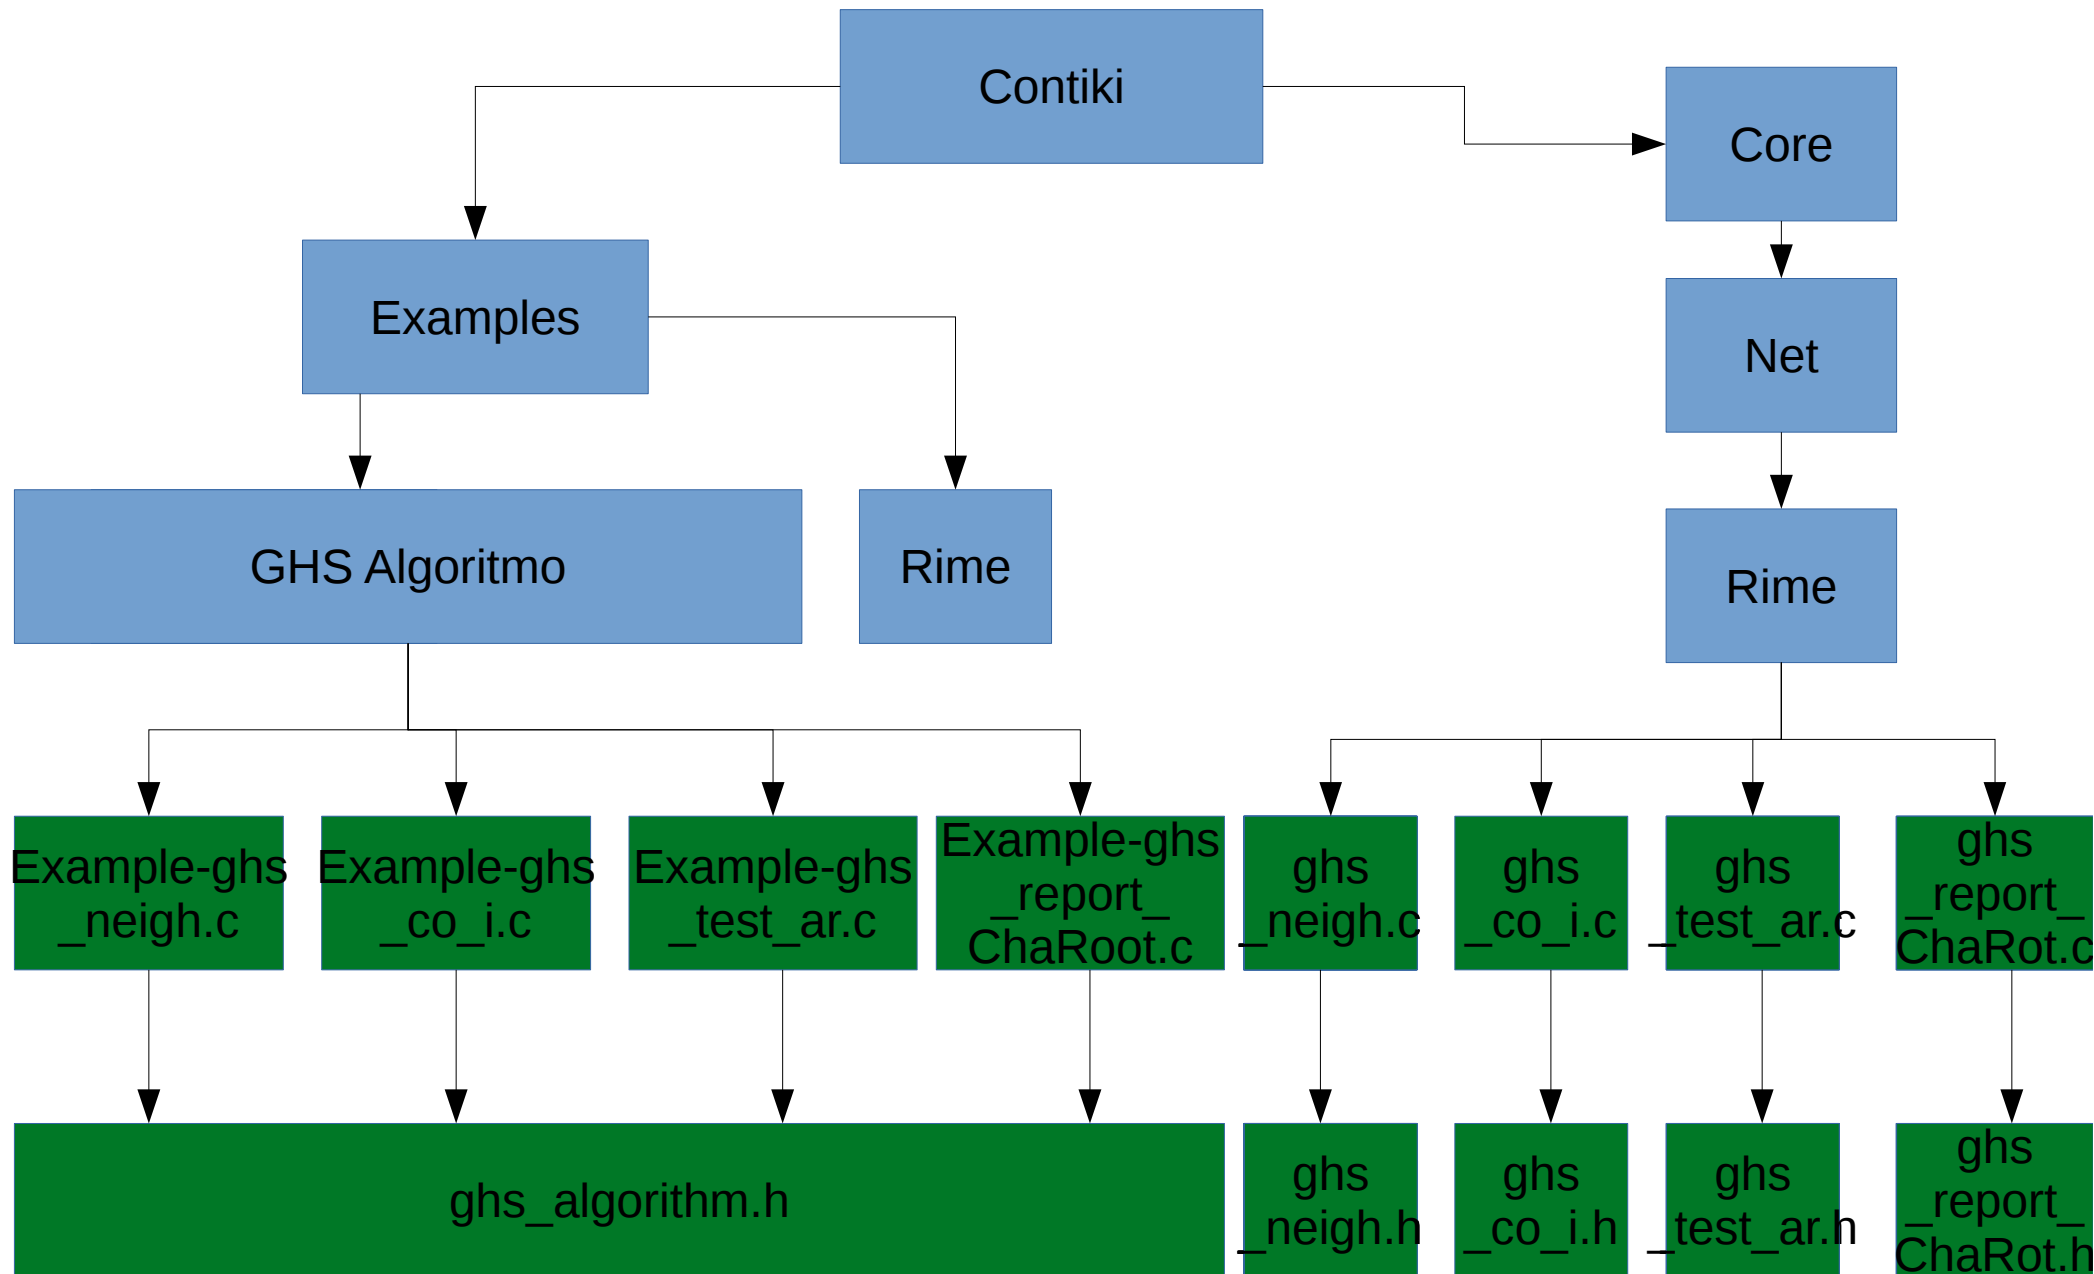 Contiki
Core
Examples
Net
GHS Algoritmo
Rime
Rime
Example-ghs
_neigh.c
Example-ghs
_co_i.c
Example-ghs
_test_ar.c
Example-ghs
_report_
ChaRoot.c
ghs
_neigh.c
ghs
_co_i.c
ghs
_test_ar.c
ghs
_report_
ChaRot.c
ghs_algorithm.h
ghs
_neigh.h
ghs
_co_i.h
ghs
_test_ar.h
ghs
_report_
ChaRot.h